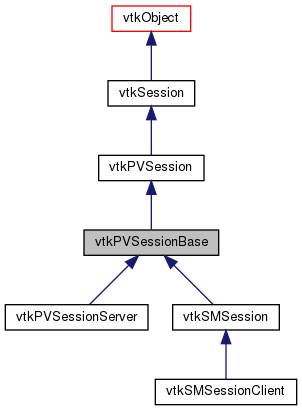 vtkObject
vtkSession
vtkPVSession
vtkPVSessionBase
vtkPVSessionServer
vtkSMSession
vtkSMSessionClient